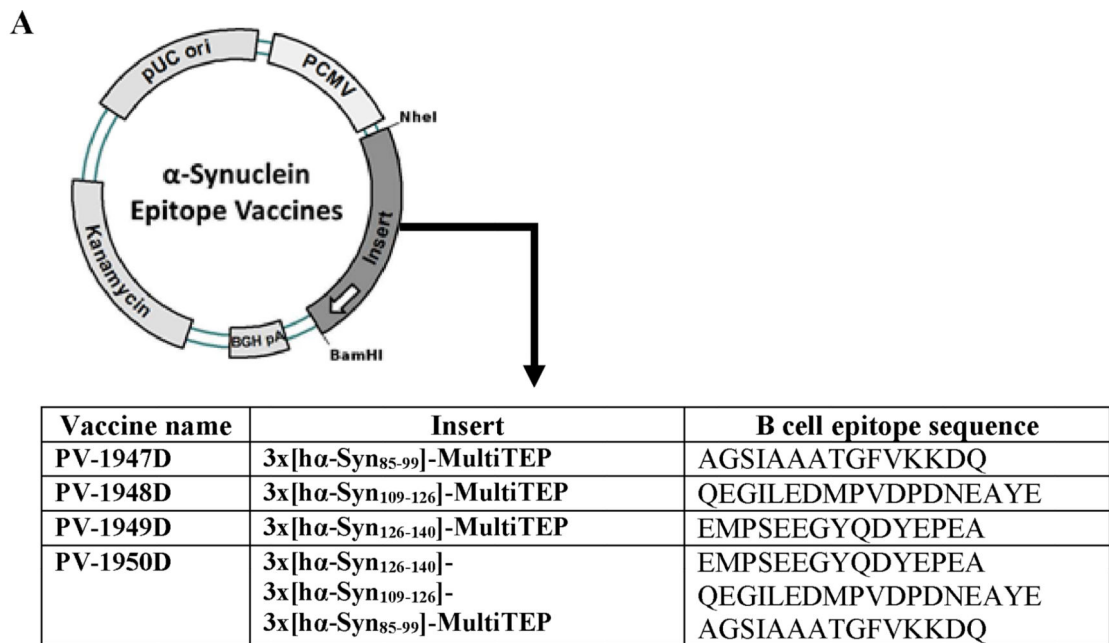 A
pUC ori
PCMV
NheI
α-Synuclein
Epitope Vaccines
Kanamycin
Insert
BGH pA
BamHI
Vaccine name Insert B cell epitope sequence
PV-1947D 3x[hα-Syn85-99]-MultiTEP AGSIAAATGFVKKDQ
PV-1948D 3x[hα-Syn109-126]-MultiTEP QEGILEDMPVDPDNEAYE
PV-1949D 3x[hα-Syn126-140]-MultiTEP EMPSEEGYQDYEPEA
PV-1950D 3x[hα-Syn126-140]- EMPSEEGYQDYEPEA
3x[hα-Syn109-126]- QEGILEDMPVDPDNEAYE
3x[hα-Syn85-99]-MultiTEP AGSIAAATGFVKKDQ